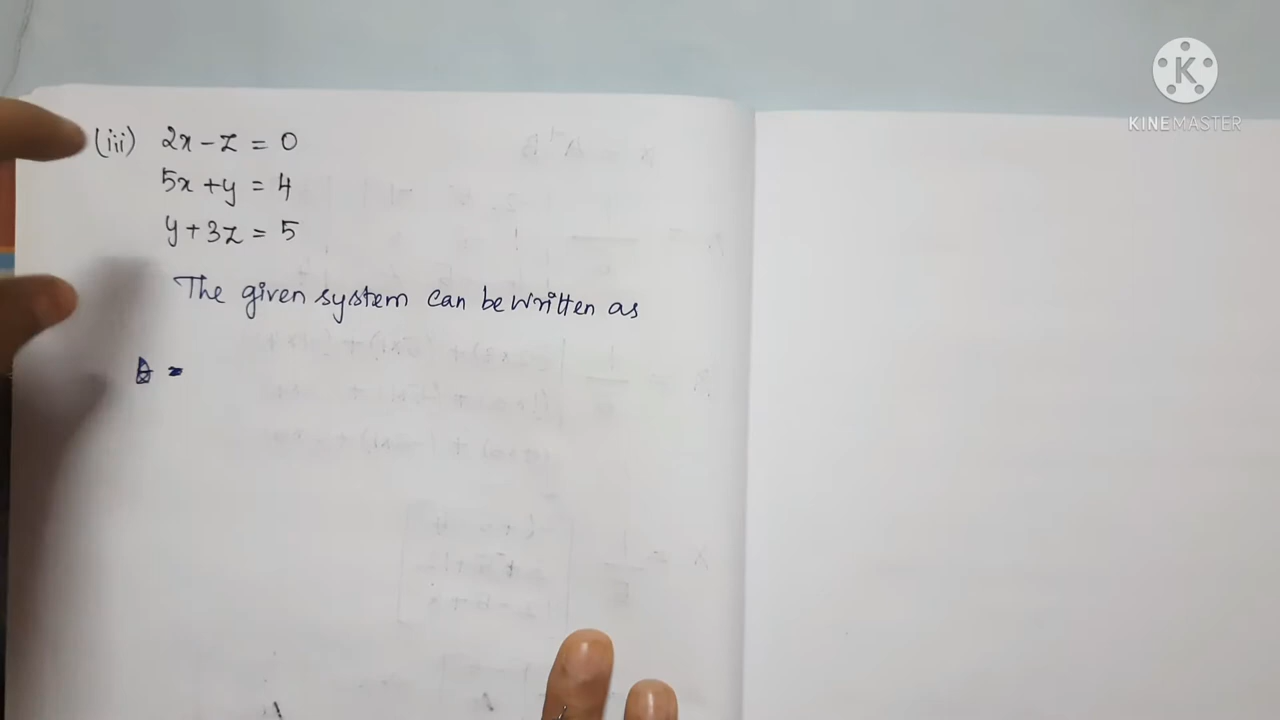 (iii) 2x - z = 0
5x + y = 4
y + 3z = 5
The given system can be written as
=
K
KINEMASTER